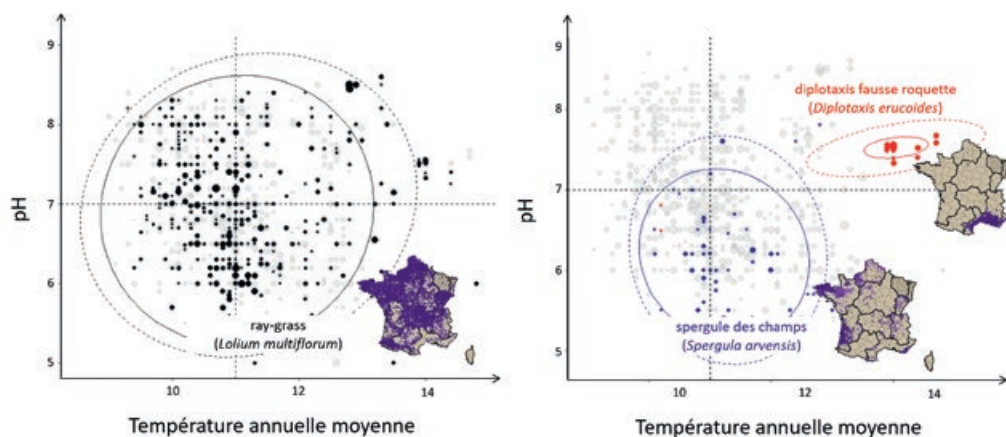 9
8
7
6
5
pH
10
12
14
Température annuelle moyenne
ray-grass
(Lolium multiflorum)
9
8
7
6
5
pH
10
12
14
Température annuelle moyenne
diplotaxis fausse roquette
(Diplotaxis erucoides)
spergule des champs
(Spergula arvensis)